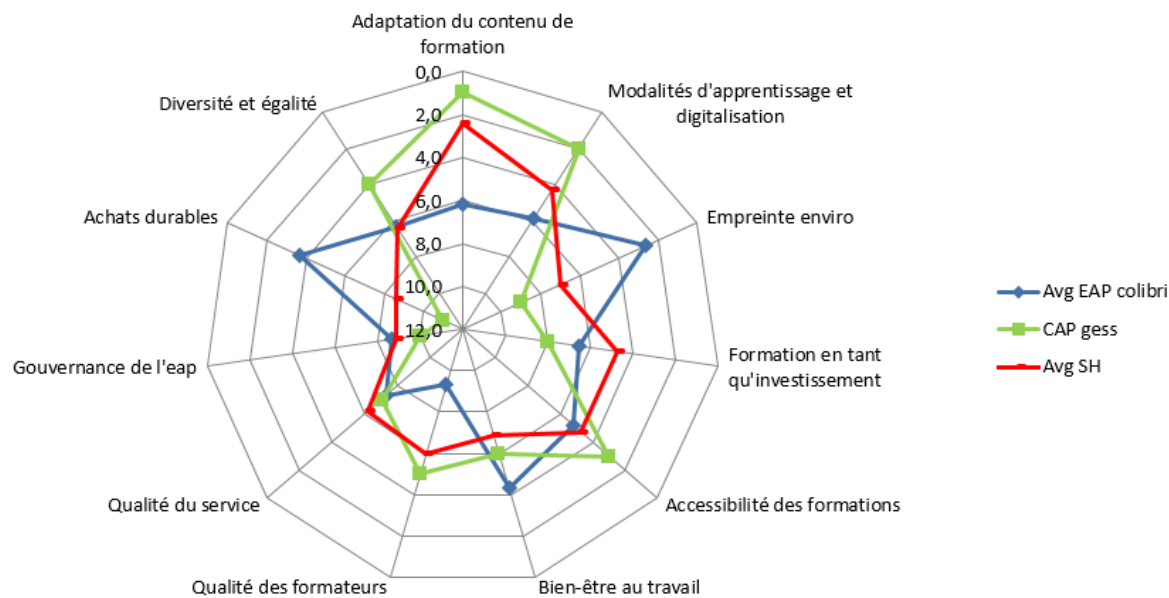 Adaptation du contenu de
formation
0,0
2,0
4,0
6,0
8,0
10,0
12,0
Modalités d'apprentissage et
digitalisation
Empreinte enviro
Formation en tant
qu'investissement
Accessibilité des formations
Bien-être au travail
Qualité des formateurs
Qualité du service
Gouvernance de l'eap
Achats durables
Diversité et égalité
Avg EAP colibri
CAP gess
Avg SH